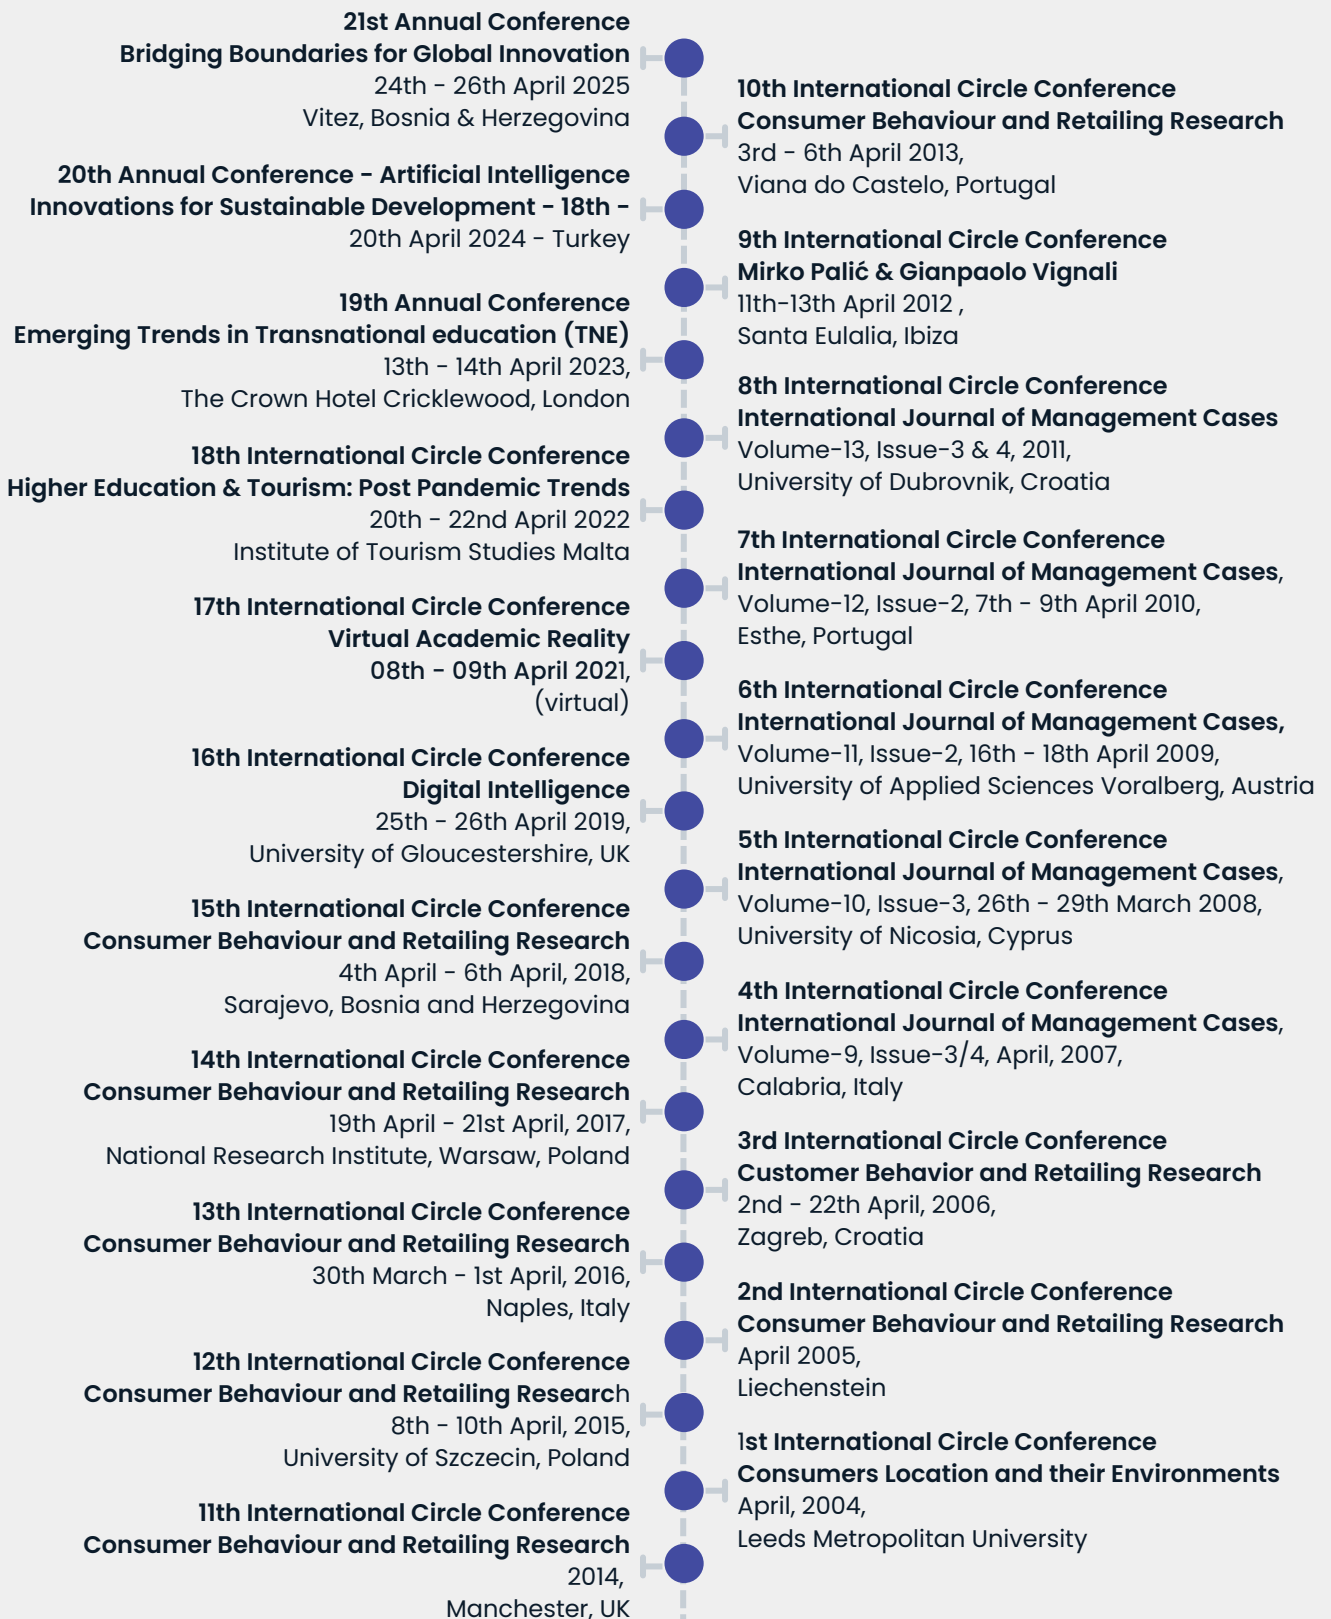 21st Annual Conference
Bridging Boundaries for Global Innovation
24th - 26th April 2025
Vitez, Bosnia & Herzegovina
20th Annual Conference - Artificial Intelligence
Innovations for Sustainable Development - 18th -
20th April 2024 - Turkey
19th Annual Conference
Emerging Trends in Transnational education (TNE)
13th - 14th April 2023,
The Crown Hotel Cricklewood, London
18th International Circle Conference
Higher Education & Tourism: Post Pandemic Trends
20th - 22nd April 2022
Institute of Tourism Studies Malta
17th International Circle Conference
Virtual Academic Reality
08th - 09th April 2021,
(virtual)
16th International Circle Conference
Digital Intelligence
25th - 26th April 2019,
University of Gloucestershire, UK
15th International Circle Conference
Consumer Behaviour and Retailing Research
4th April - 6th April, 2018,
Sarajevo, Bosnia and Herzegovina
14th International Circle Conference
Consumer Behaviour and Retailing Research
19th April - 21st April, 2017,
National Research Institute, Warsaw, Poland
13th International Circle Conference
Consumer Behaviour and Retailing Research
30th March - 1st April, 2016,
Naples, Italy
12th International Circle Conference
Consumer Behaviour and Retailing Research
8th - 10th April, 2015,
University of Szczecin, Poland
11th International Circle Conference
Consumer Behaviour and Retailing Research
2014,
Manchester, UK
10th International Circle Conference
Consumer Behaviour and Retailing Research
3rd - 6th April 2013,
Viana do Castelo, Portugal
9th International Circle Conference
Mirko Palić & Gianpaolo Vignali
11th-13th April 2012 ,
Santa Eulalia, Ibiza
8th International Circle Conference
International Journal of Management Cases
Volume-13, Issue-3 & 4, 2011,
University of Dubrovnik, Croatia
7th International Circle Conference
International Journal of Management Cases,
Volume-12, Issue-2, 7th - 9th April 2010,
Esthe, Portugal
6th International Circle Conference
International Journal of Management Cases,
Volume-11, Issue-2, 16th - 18th April 2009,
University of Applied Sciences Voralberg, Austria
5th International Circle Conference
International Journal of Management Cases,
Volume-10, Issue-3, 26th - 29th March 2008,
University of Nicosia, Cyprus
4th International Circle Conference
International Journal of Management Cases,
Volume-9, Issue-3/4, April, 2007,
Calabria, Italy
3rd International Circle Conference
Customer Behavior and Retailing Research
2nd - 22th April, 2006,
Zagreb, Croatia
2nd International Circle Conference
Consumer Behaviour and Retailing Research
April 2005,
Liechenstein
1st International Circle Conference
Consumers Location and their Environments
April, 2004,
Leeds Metropolitan University